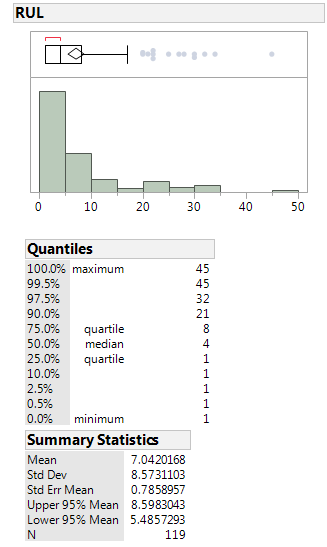 RUL
0 10 20 30 40 50
Quantiles
100.0% maximum 45
99.5% 45
97.5% 32
90.0% 21
75.0% quartile 8
50.0% median 4
25.0% quartile 1
10.0% 1
2.5% 1
0.5% 1
0.0% minimum 1
Summary Statistics
Mean 7.0420168
Std Dev 8.5731103
Std Err Mean 0.7858957
Upper 95% Mean 8.5983043
Lower 95% Mean 5.4857293
N 119